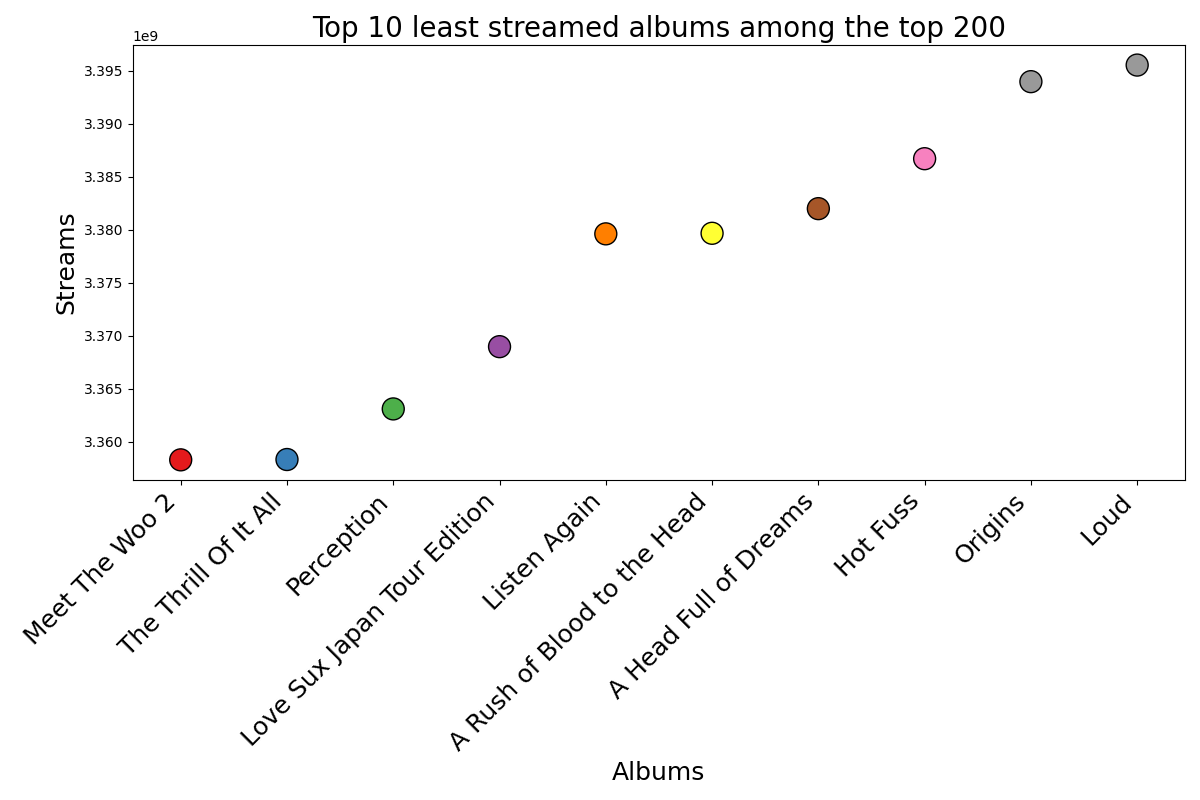 Top 10 least streamed albums among the top 200
1e9
3.395
3.390
3.385
3.380
3.375
3.370
3.365
3.360
Streams
Meet The Woo 2
The Thrill Of It All
Perception
Love Sux Japan Tour Edition
Listen Again
A Rush of Blood to the Head
A Head Full of Dreams
Hot Fuss
Origins
Loud
Albums